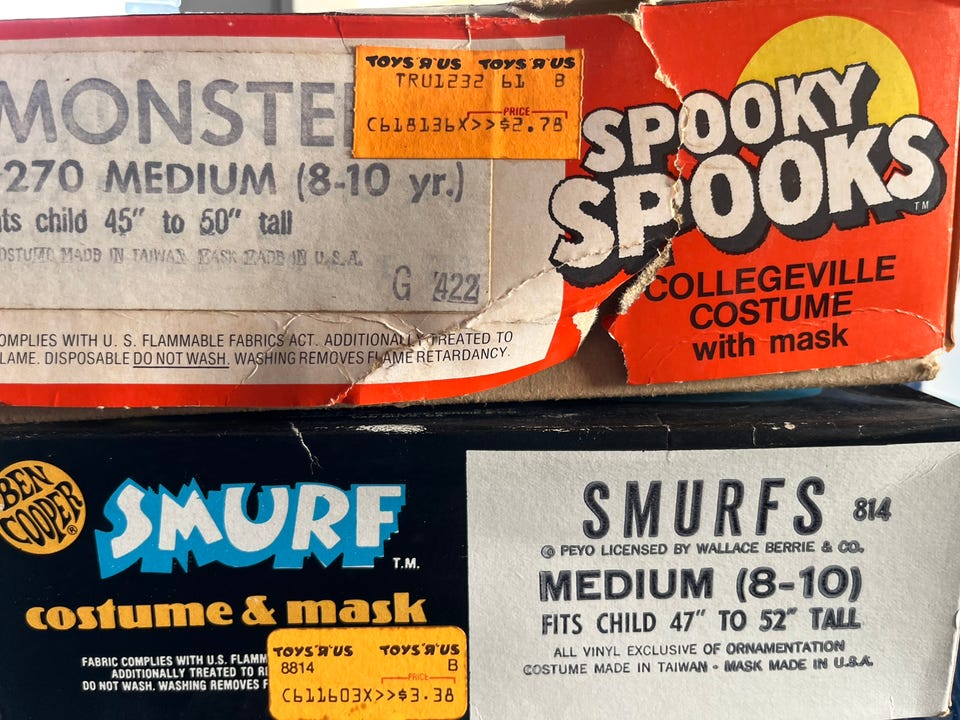 MONSTE
-270 MEDIUM (8-10 yr.)
ts child 45" to 50" tall
OSTUME MADE IN TAIWAN MASK MADE IN U.S.A.
G 422
OMPLIES WITH U. S. FLAMMABLE FABRICS ACT. ADDITIONALLY TREATED TO
LAME. DISPOSABLE DO NOT WASH. WASHING REMOVES FLAME RETARDANCY.
TOYS "R" US TOYS "R" US
TRU1232 61 B
PRICE
C618136X>>$2.78
SPOOKY
SPOOKS
TM
COLLEGEVILLE
COSTUME
with mask
BEN
COOPER
®
SMURF
T.M.
costume & mask
FABRIC COMPLIES WITH U.S. FLAMM
ADDITIONALLY TREATED TO R
DO NOT WASH. WASHING REMOVES F
TOYS "R" US TOYS "R" US
8814 B
PRICE
C611603X>>$3.38
SMURFS 814
© PEYO LICENSED BY WALLACE BERRIE & CO.
MEDIUM (8-10)
FITS CHILD 47" TO 52" TALL
ALL VINYL EXCLUSIVE OF ORNAMENTATION
COSTUME MADE IN TAIWAN • MASK MADE IN U.S.A.